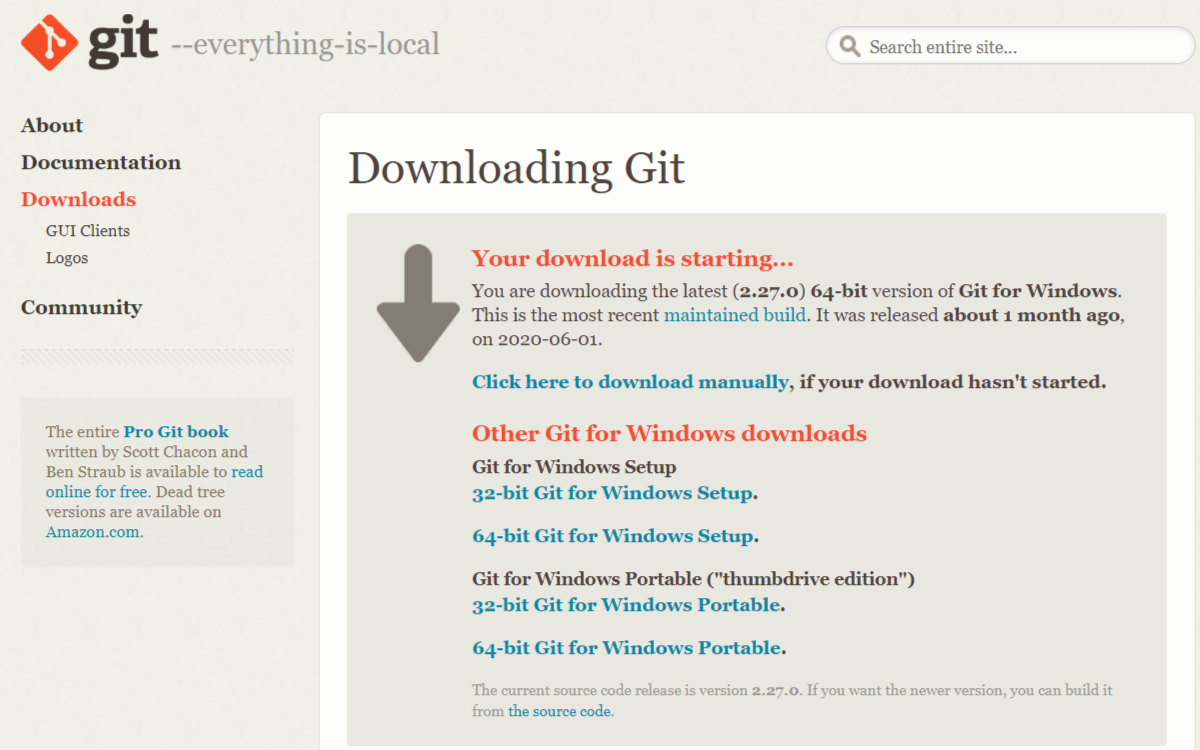 git --everything-is-local
Search entire site...
About
Documentation
Downloads
GUI Clients
Logos
Community
The entire Pro Git book
written by Scott Chacon and
Ben Straub is available to read
online for free. Dead tree
versions are available on
Amazon.com.
Downloading Git
Your download is starting...
You are downloading the latest (2.27.0) 64-bit version of Git for Windows.
This is the most recent maintained build. It was released about 1 month ago,
on 2020-06-01.
Click here to download manually, if your download hasn't started.
Other Git for Windows downloads
Git for Windows Setup
32-bit Git for Windows Setup.
64-bit Git for Windows Setup.
Git for Windows Portable ("thumbdrive edition")
32-bit Git for Windows Portable.
64-bit Git for Windows Portable.
The current source code release is version 2.27.0. If you want the newer version, you can build it
from the source code.